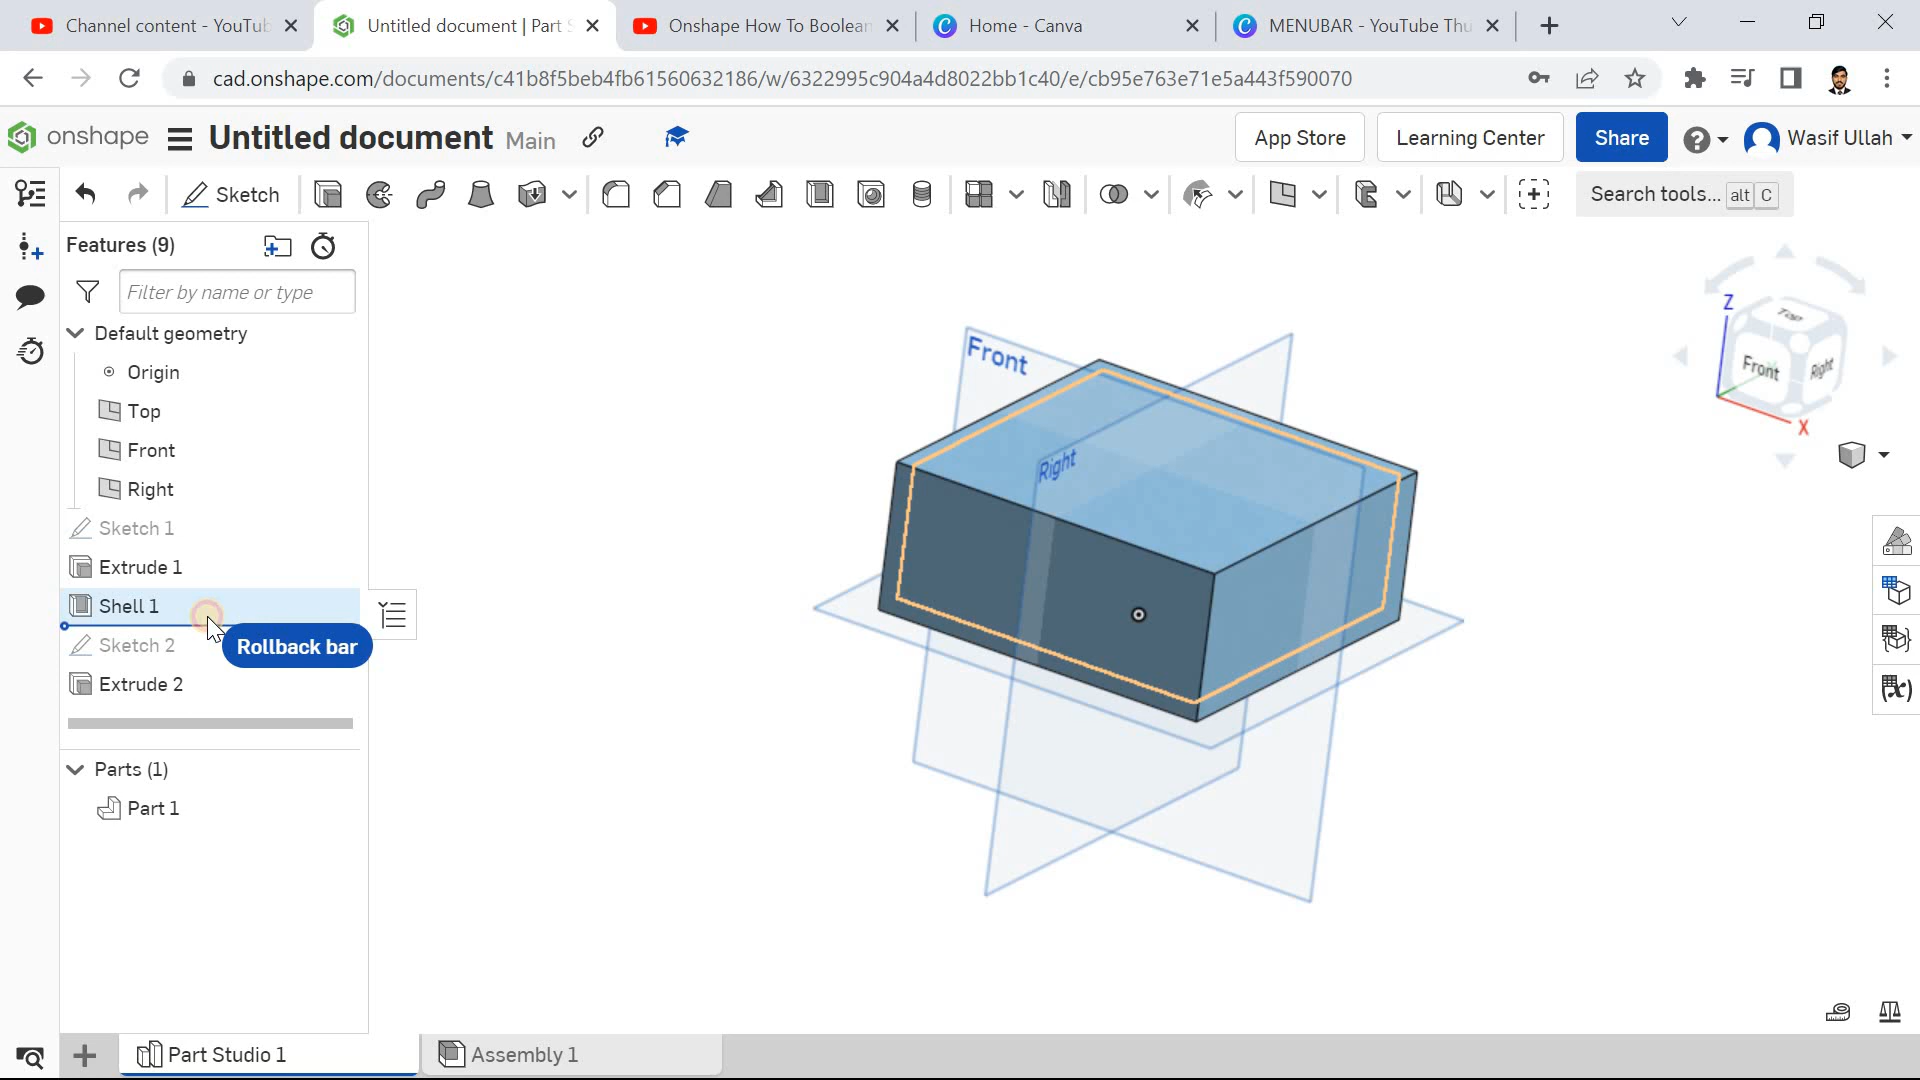 Channel content - YouTub
Untitled document | Part S
Onshape How To Boolean
Home - Canva
MENUBAR - YouTube Thu
cad.onshape.com/documents/c41b8f5beb4fb61560632186/w/6322995c904a4d8022bb1c40/e/cb95e763e71e5a443f590070
onshape Untitled document Main
App Store
Learning Center
Share
Wasif Ullah
Sketch
Search tools... alt C
Features (9)
Filter by name or type
Default geometry
Origin
Top
Front
Right
Sketch 1
Extrude 1
Shell 1
Rollback bar
Sketch 2
Extrude 2
Parts (1)
Part 1
Front
Right
Z
Top
Front
Right
X
(x)
Part Studio 1
Assembly 1